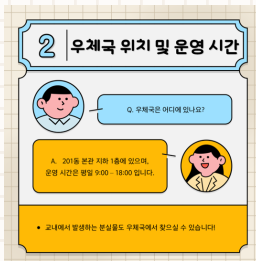 2 우체국 위치 및 운영 시간
Q. 우체국은 어디에 있나요?
A. 201동 본관 지하 1층에 있으며,
운영 시간은 평일 9:00 – 18:00 입니다.
• 교내에서 발생하는 분실물도 우체국에서 찾으실 수 있습니다!